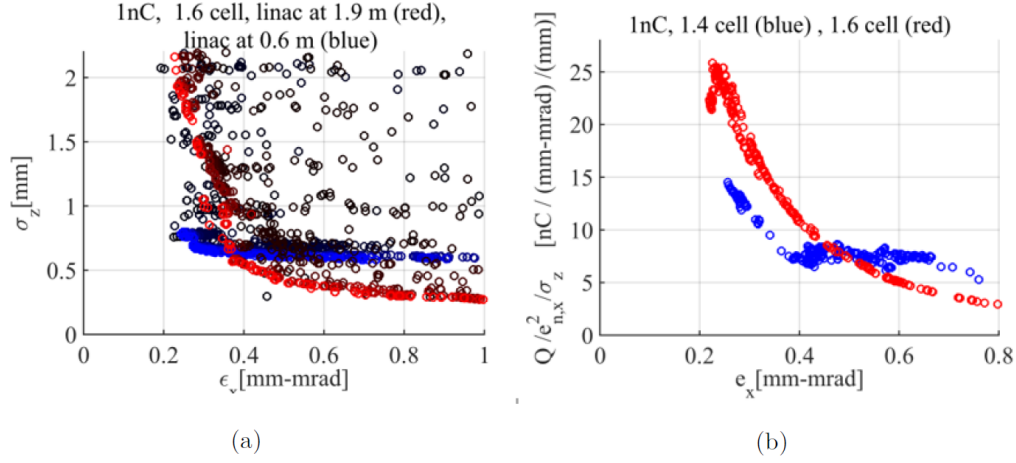 1nC, 1.6 cell, linac at 1.9 m (red),
linac at 0.6 m (blue)
2
1.5
1
0.5
0
σz[mm]
0 0.2 0.4 0.6 0.8 1
ϵx[mm-mrad]
(a)
1nC, 1.4 cell (blue) , 1.6 cell (red)
25
20
15
10
5
0
Q /e²n,x /σz [nC / (mm-mrad) /(mm)]
0 0.2 0.4 0.6 0.8
ex[mm-mrad]
(b)